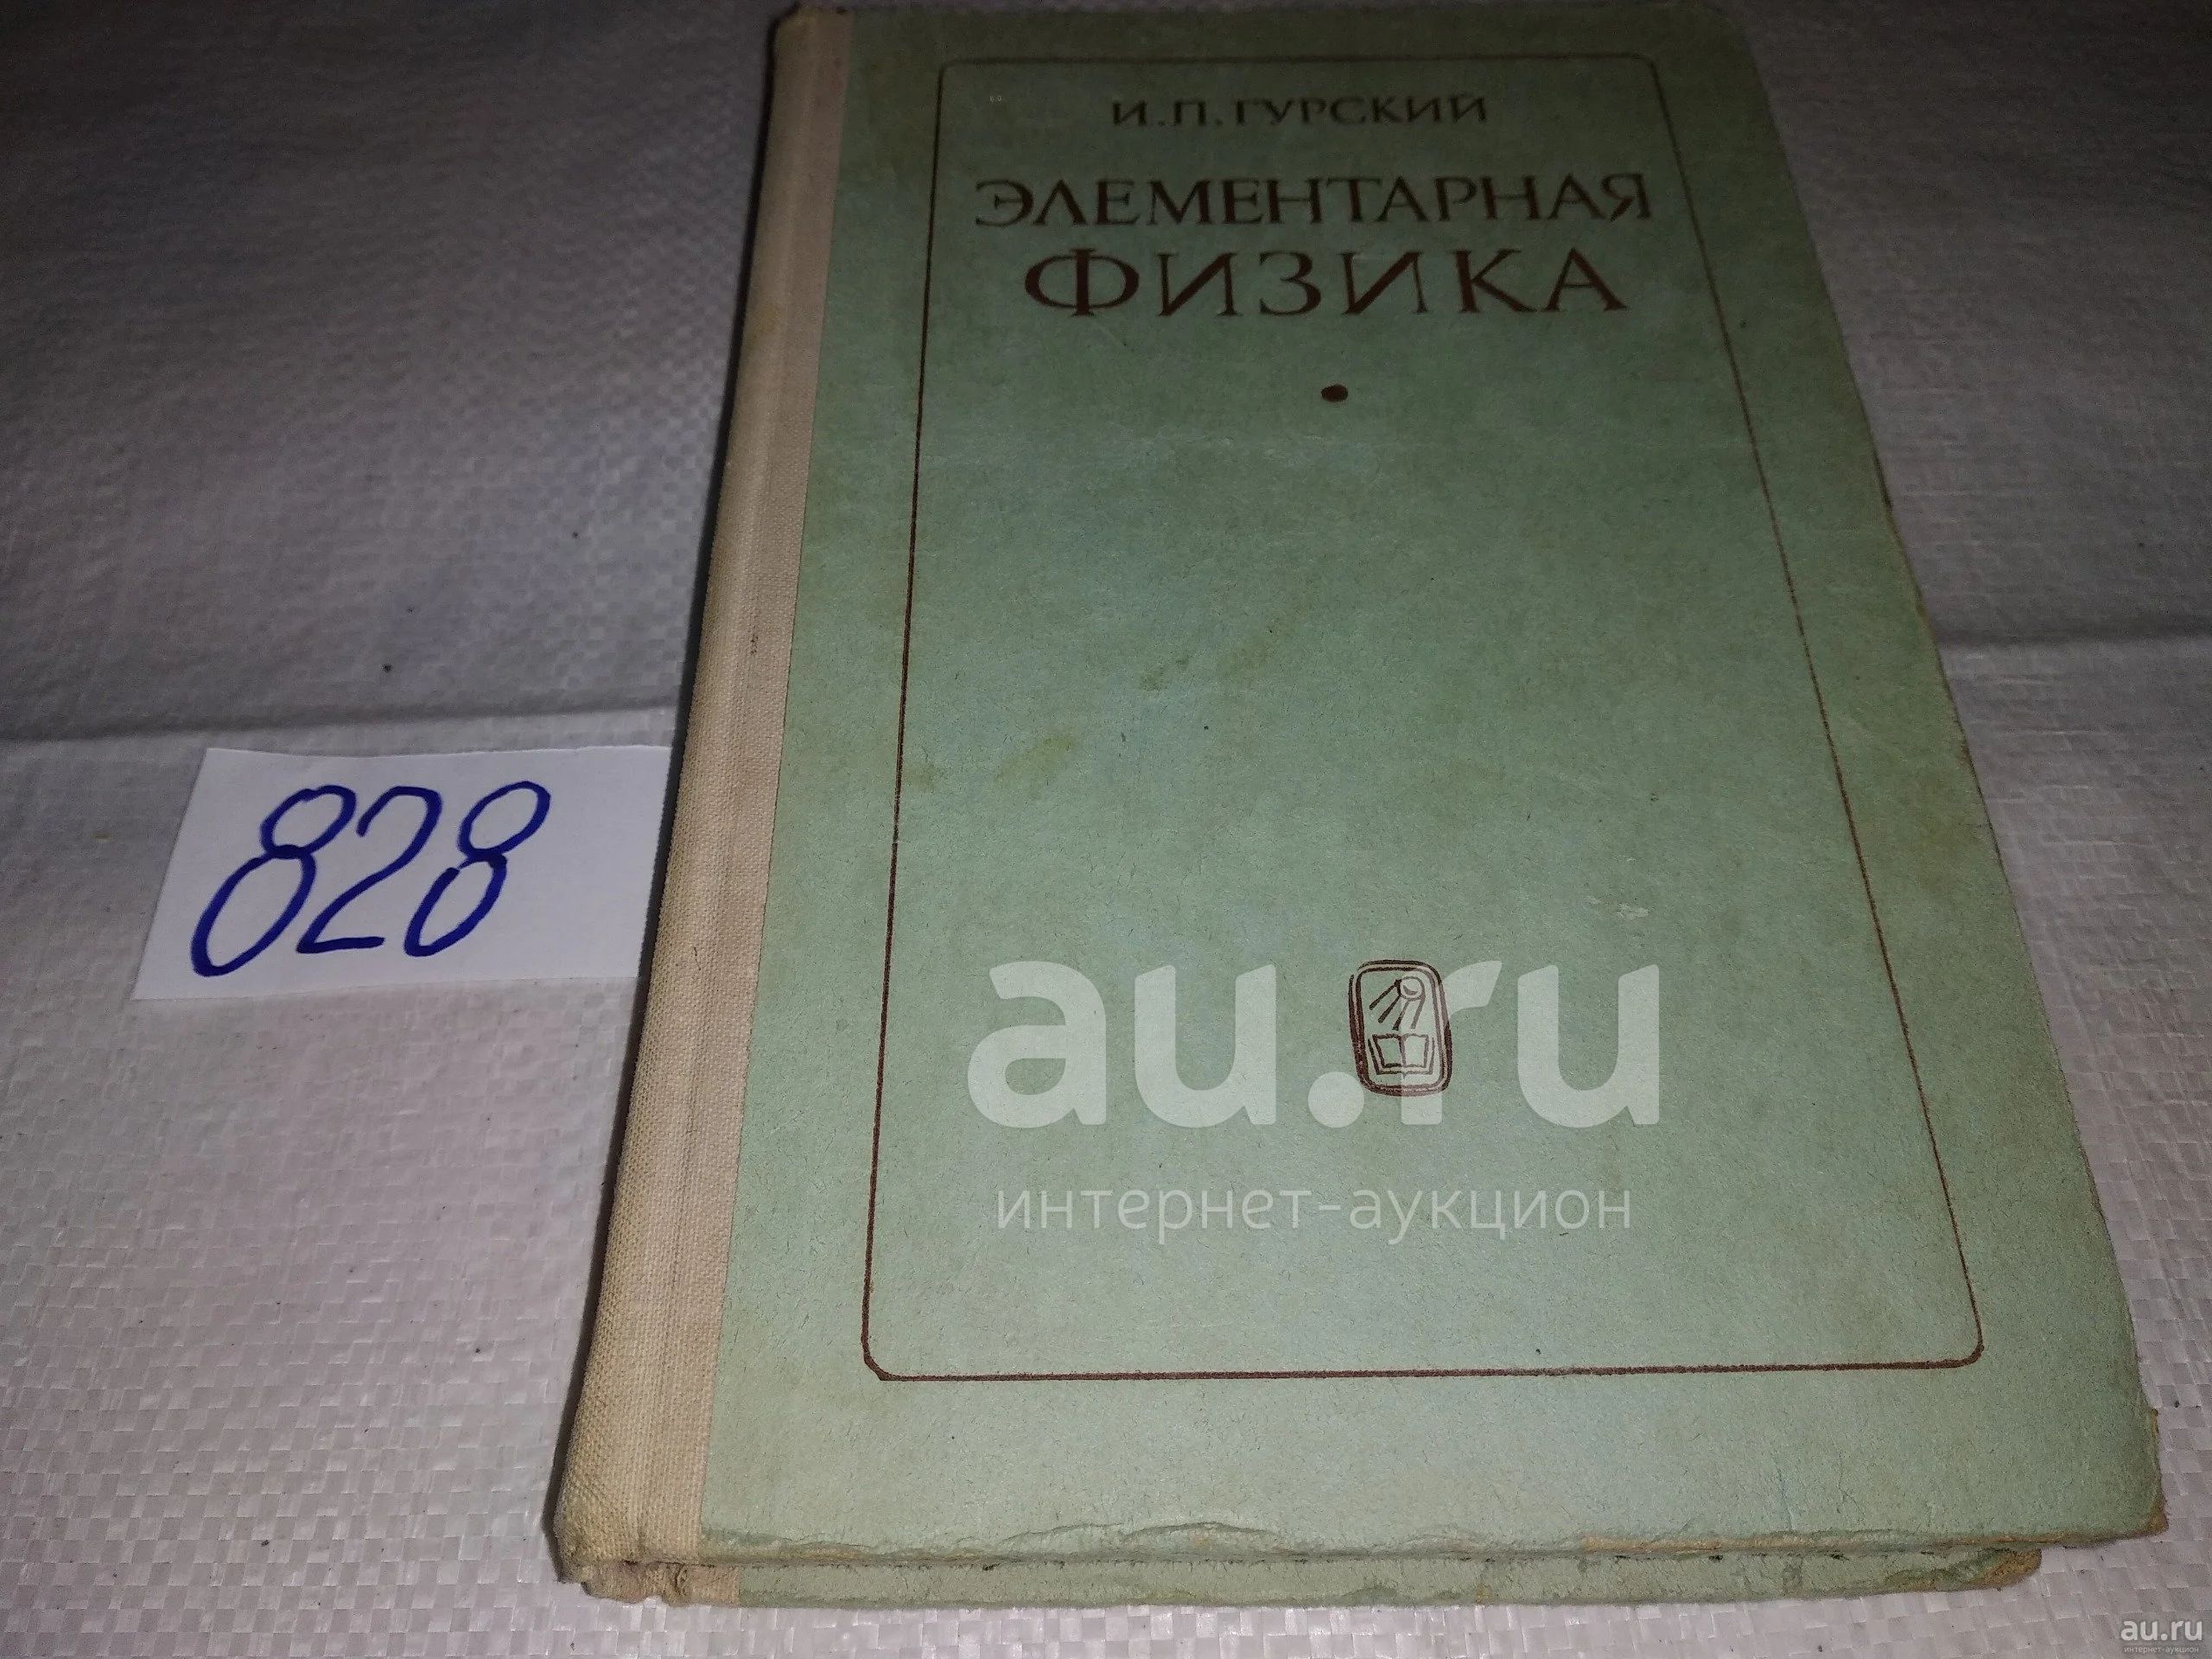 И.П.ГУРСКИЙ
ЭЛЕМЕНТАРНАЯ
ФИЗИКА
828
au.ru
интернет-аукцион
au.ru
интернет-аукцион